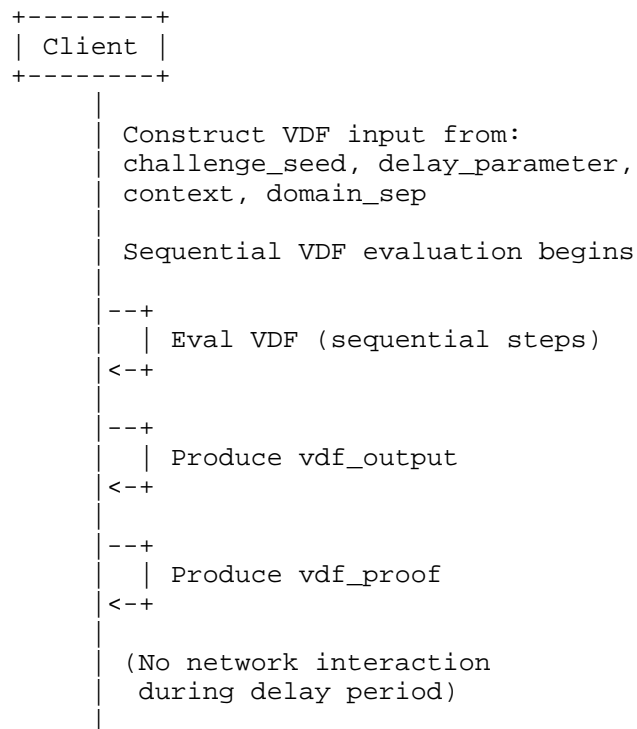 +--------+
| Client |
+--------+
|
| Construct VDF input from:
| challenge_seed, delay_parameter,
| context, domain_sep
|
| Sequential VDF evaluation begins
|
|--+
|  | Eval VDF (sequential steps)
|<-+
|
|--+
|  | Produce vdf_output
|<-+
|
|--+
|  | Produce vdf_proof
|<-+
|
| (No network interaction
|  during delay period)
|